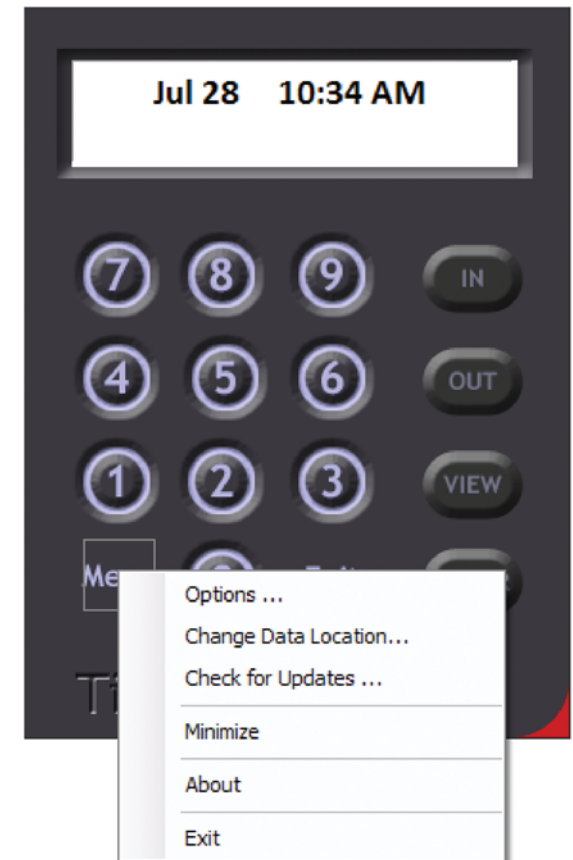 Jul 28 10:34 AM
7 8 9 IN
4 5 6 OUT
1 2 3 VIEW
Options ...
Change Data Location...
Check for Updates ...
Minimize
About
Exit